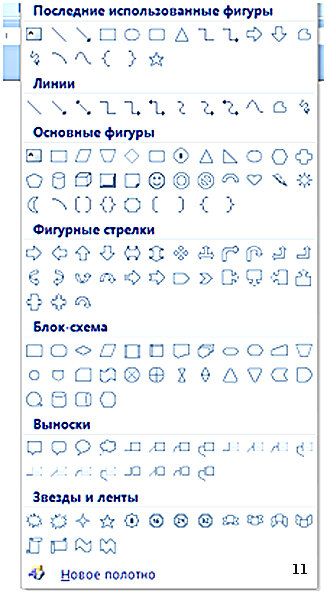 Последние использованные фигуры
Линии
Основные фигуры
Фигурные стрелки
Блок-схема
Выноски
Звезды и ленты
Новое полотно
11